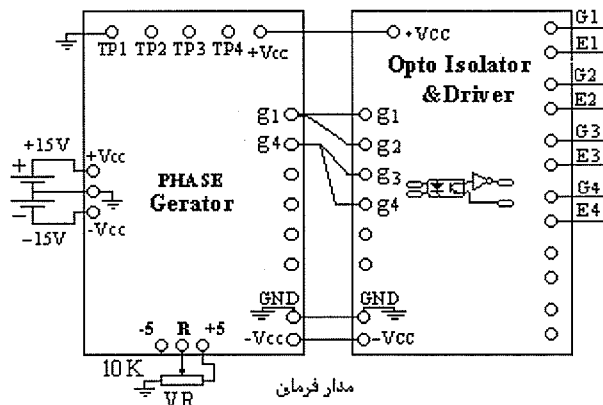 TP1 TP2 TP3 TP4 +Vcc
+VCC
Opto Isolator
&Driver
G1
E1
G2
E2
G3
E3
G4
E4
g1
g4
g1
g2
g3
g4
+15V
+
-
-15V
+Vcc
-Vcc
PHASE
Gerator
GND
-Vcc
GND
-VCC
-5 R +5
10K
VR
مدار فرمان